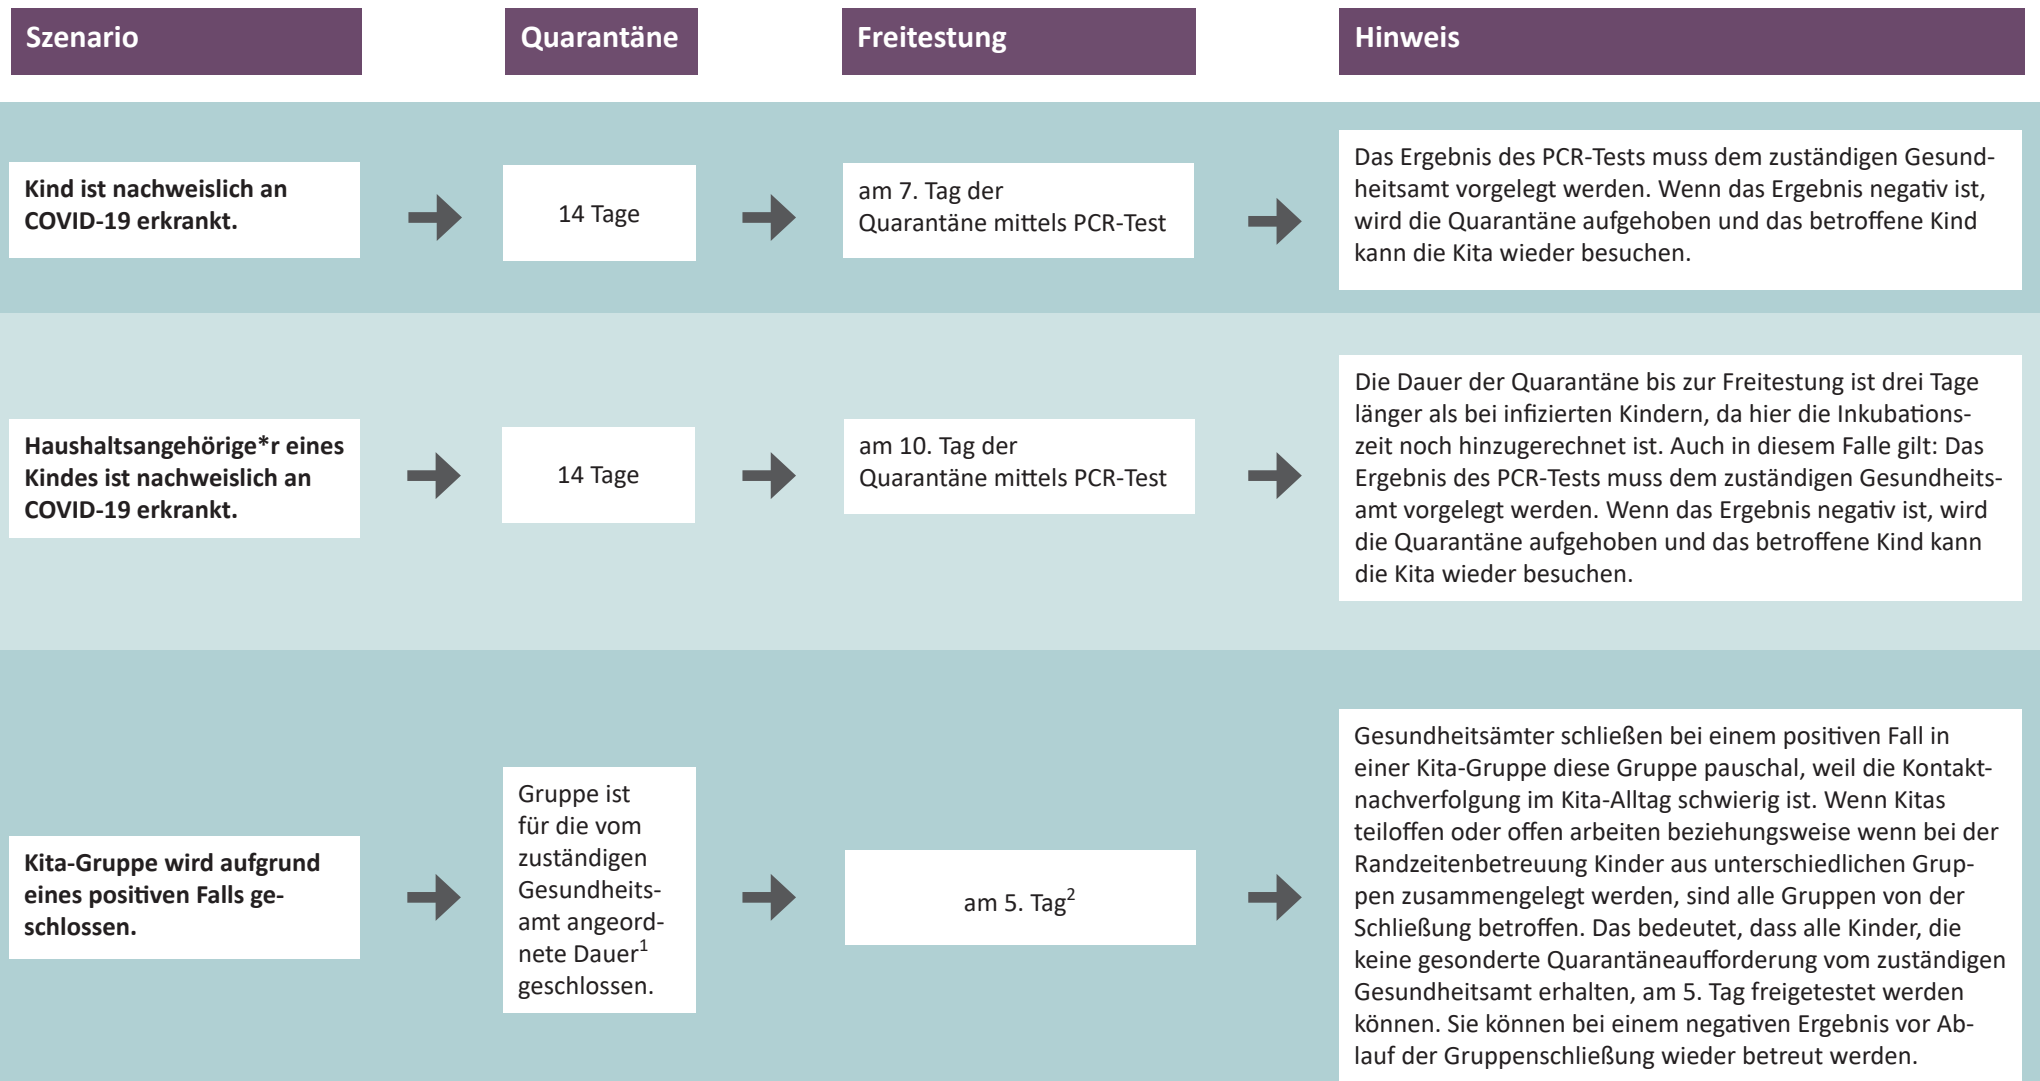 Szenario
Quarantäne
Freitestung
Hinweis
Kind ist nachweislich an
COVID-19 erkrankt.
14 Tage
am 7. Tag der
Quarantäne mittels PCR-Test
Das Ergebnis des PCR-Tests muss dem zuständigen Gesund-
heitsamt vorgelegt werden. Wenn das Ergebnis negativ ist,
wird die Quarantäne aufgehoben und das betroffene Kind
kann die Kita wieder besuchen.
Haushaltsangehörige*r eines
Kindes ist nachweislich an
COVID-19 erkrankt.
14 Tage
am 10. Tag der
Quarantäne mittels PCR-Test
Die Dauer der Quarantäne bis zur Freitestung ist drei Tage
länger als bei infizierten Kindern, da hier die Inkubations-
zeit noch hinzugerechnet ist. Auch in diesem Falle gilt: Das
Ergebnis des PCR-Tests muss dem zuständigen Gesundheits-
amt vorgelegt werden. Wenn das Ergebnis negativ ist, wird
die Quarantäne aufgehoben und das betroffene Kind kann
die Kita wieder besuchen.
Kita-Gruppe wird aufgrund
eines positiven Falls ge-
schlossen.
Gruppe ist
für die vom
zuständigen
Gesundheits-
amt angeord-
nete Dauer¹
geschlossen.
am 5. Tag²
Gesundheitsämter schließen bei einem positiven Fall in
einer Kita-Gruppe diese Gruppe pauschal, weil die Kontakt-
nachverfolgung im Kita-Alltag schwierig ist. Wenn Kitas
teiloffen oder offen arbeiten beziehungsweise wenn bei der
Randzeitenbetreuung Kinder aus unterschiedlichen Grup-
pen zusammengelegt werden, sind alle Gruppen von der
Schließung betroffen. Das bedeutet, dass alle Kinder, die
keine gesonderte Quarantäneaufforderung vom zuständigen
Gesundheitsamt erhalten, am 5. Tag freigetestet werden
können. Sie können bei einem negativen Ergebnis vor Ab-
lauf der Gruppenschließung wieder betreut werden.